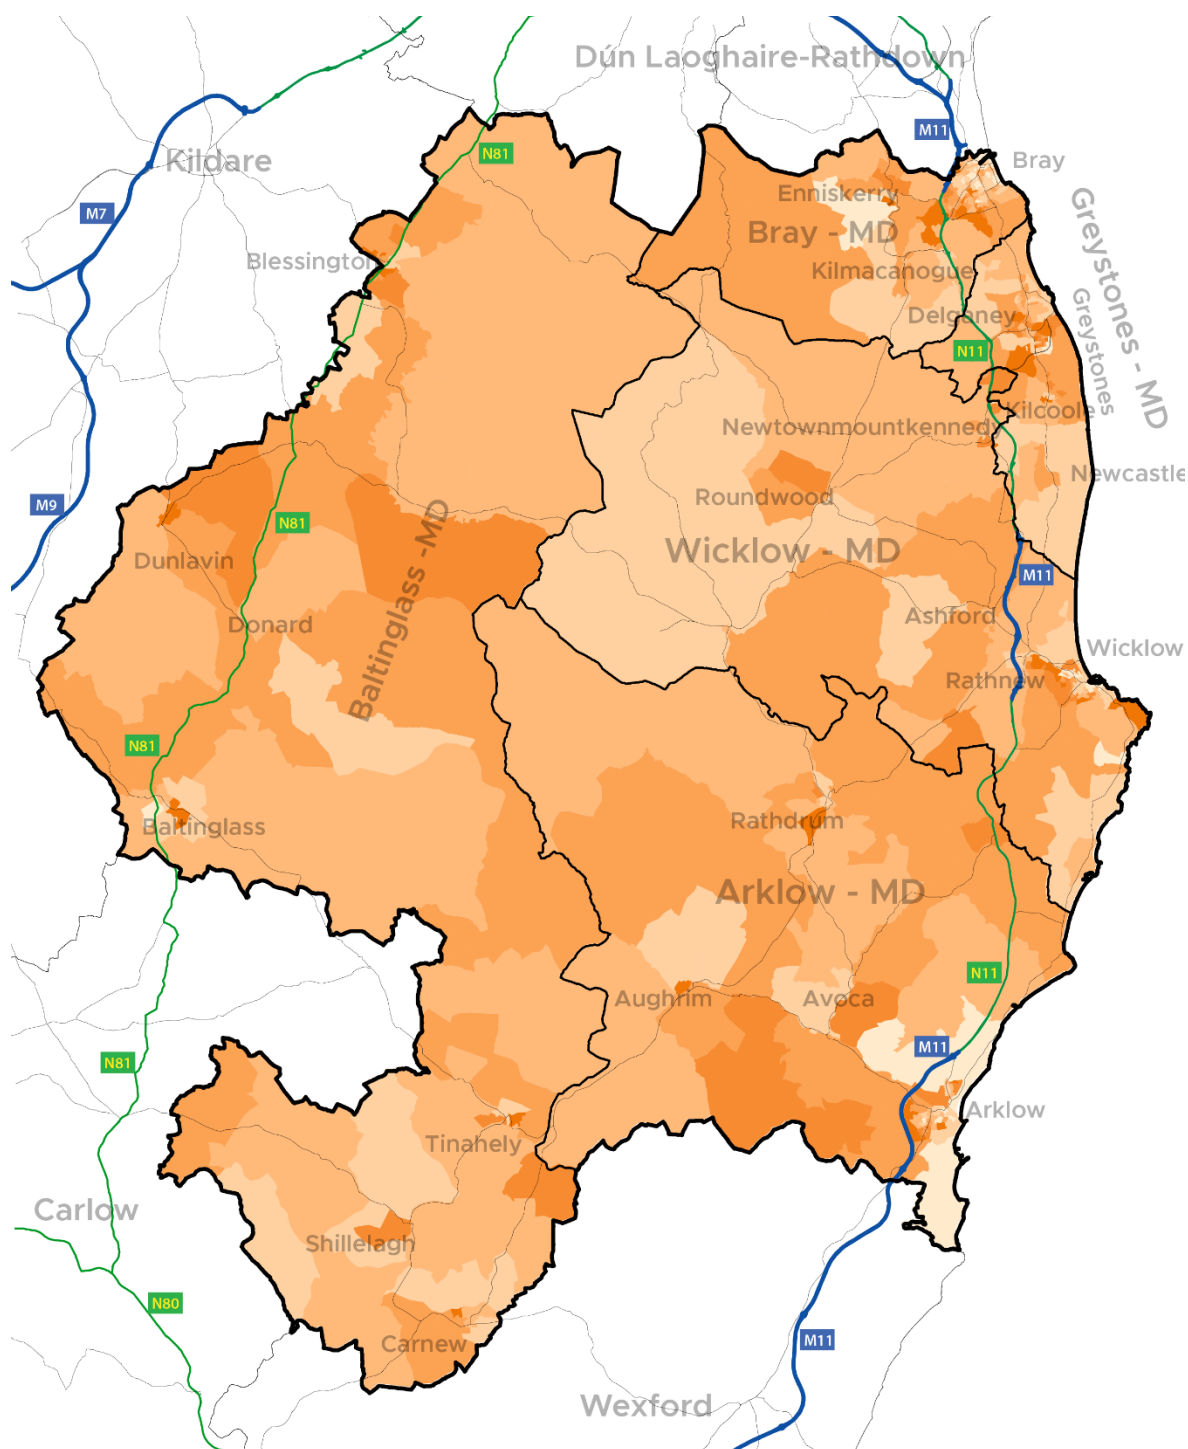 Dún Laoghaire-Rathdown
M11
N81
Bray
Kildare
Enniskerry
M7
Bray - MD
Greystones - MD
Blessington
Kilmacanogue
Delganey
Greystones
N11
Kilcoole
Newtownmountkennedy
Newcastle
Roundwood
M9
N81
Wicklow - MD
Dunlavin
M11
Baltinglass -MD
Donard
Ashford
Wicklow
Rathnew
N81
Rathdrum
Baltinglass
Arklow - MD
N11
Aughrim
Avoca
M11
N81
Arklow
Tinahely
Carlow
Shillelagh
N80
M11
Carnew
Wexford